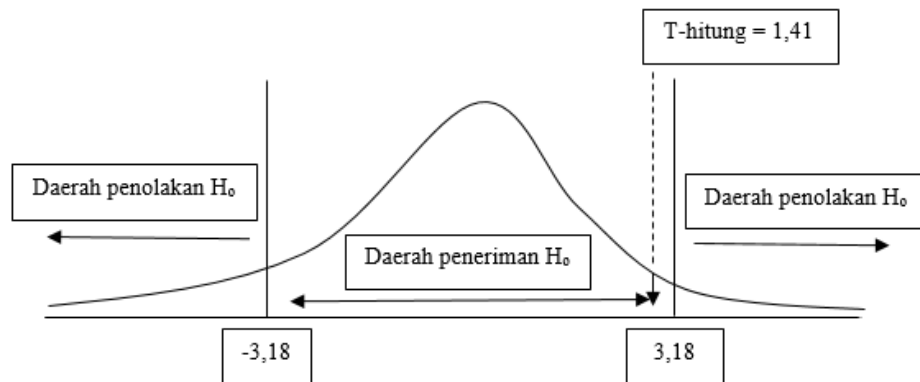 T-hitung = 1,41
Daerah penolakan H₀
Daerah penolakan H₀
Daerah peneriman H₀
-3,18
3,18